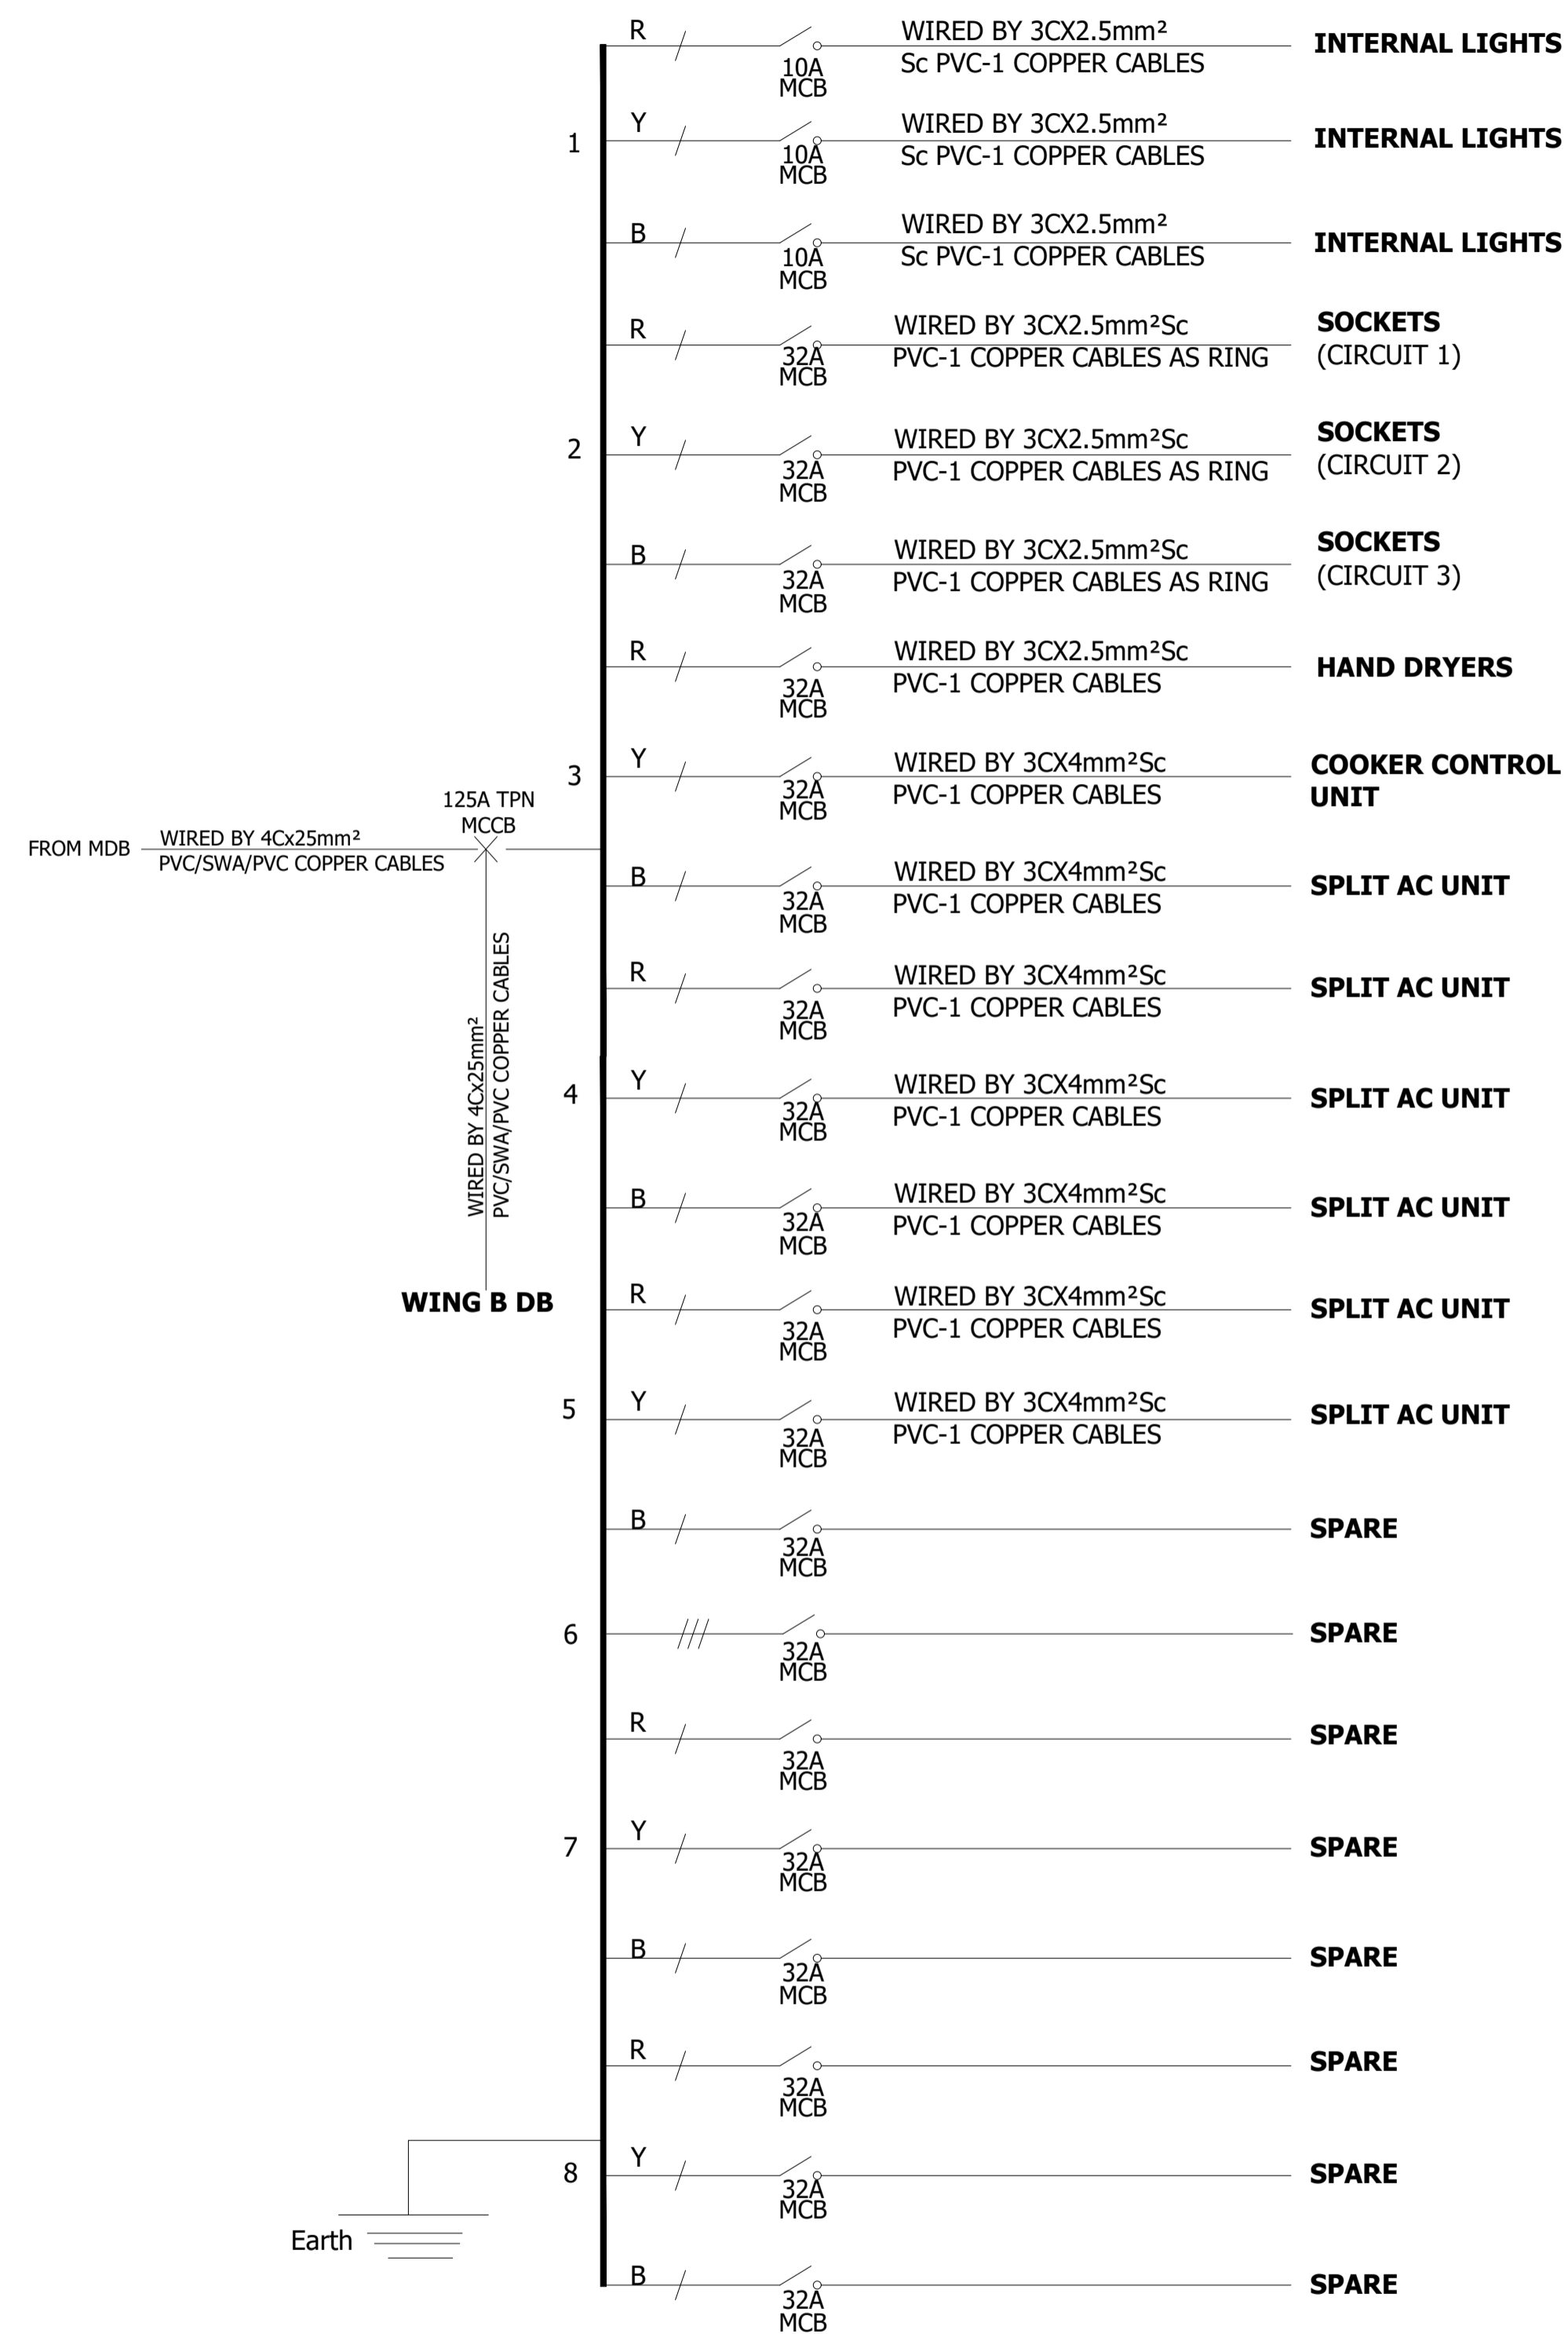 R
WIRED BY 3CX2.5mm²
Sc PVC-1 COPPER CABLES
10A
MCB
INTERNAL LIGHTS
1
Y
WIRED BY 3CX2.5mm²
Sc PVC-1 COPPER CABLES
10A
MCB
INTERNAL LIGHTS
B
WIRED BY 3CX2.5mm²
Sc PVC-1 COPPER CABLES
10A
MCB
INTERNAL LIGHTS
R
WIRED BY 3CX2.5mm²Sc
PVC-1 COPPER CABLES AS RING
32A
MCB
SOCKETS
(CIRCUIT 1)
2
Y
WIRED BY 3CX2.5mm²Sc
PVC-1 COPPER CABLES AS RING
32A
MCB
SOCKETS
(CIRCUIT 2)
B
WIRED BY 3CX2.5mm²Sc
PVC-1 COPPER CABLES AS RING
32A
MCB
SOCKETS
(CIRCUIT 3)
R
WIRED BY 3CX2.5mm²Sc
PVC-1 COPPER CABLES
32A
MCB
HAND DRYERS
3
Y
WIRED BY 3CX4mm²Sc
PVC-1 COPPER CABLES
32A
MCB
COOKER CONTROL
UNIT
125A TPN
MCCB
FROM MDB
WIRED BY 4Cx25mm²
PVC/SWA/PVC COPPER CABLES
B
WIRED BY 3CX4mm²Sc
PVC-1 COPPER CABLES
32A
MCB
SPLIT AC UNIT
WIRED BY 4Cx25mm²
PVC/SWA/PVC COPPER CABLES
WING B DB
R
WIRED BY 3CX4mm²Sc
PVC-1 COPPER CABLES
32A
MCB
SPLIT AC UNIT
4
Y
WIRED BY 3CX4mm²Sc
PVC-1 COPPER CABLES
32A
MCB
SPLIT AC UNIT
B
WIRED BY 3CX4mm²Sc
PVC-1 COPPER CABLES
32A
MCB
SPLIT AC UNIT
R
WIRED BY 3CX4mm²Sc
PVC-1 COPPER CABLES
32A
MCB
SPLIT AC UNIT
5
Y
WIRED BY 3CX4mm²Sc
PVC-1 COPPER CABLES
32A
MCB
SPLIT AC UNIT
B
32A
MCB
SPARE
6
32A
MCB
SPARE
R
32A
MCB
SPARE
7
Y
32A
MCB
SPARE
B
32A
MCB
SPARE
R
32A
MCB
SPARE
8
Y
32A
MCB
SPARE
Earth
B
32A
MCB
SPARE